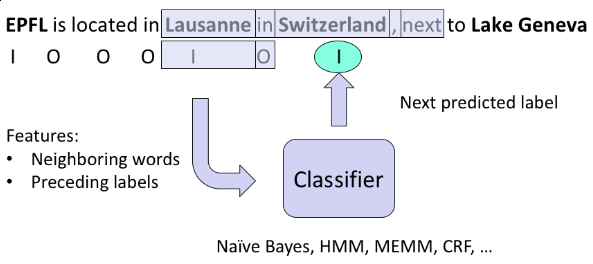 EPFL is located in Lausanne in Switzerland, next to Lake Geneva
I O O O I O I
Next predicted label
Features:
• Neighboring words
• Preceding labels
Classifier
Naïve Bayes, HMM, MEMM, CRF, ...